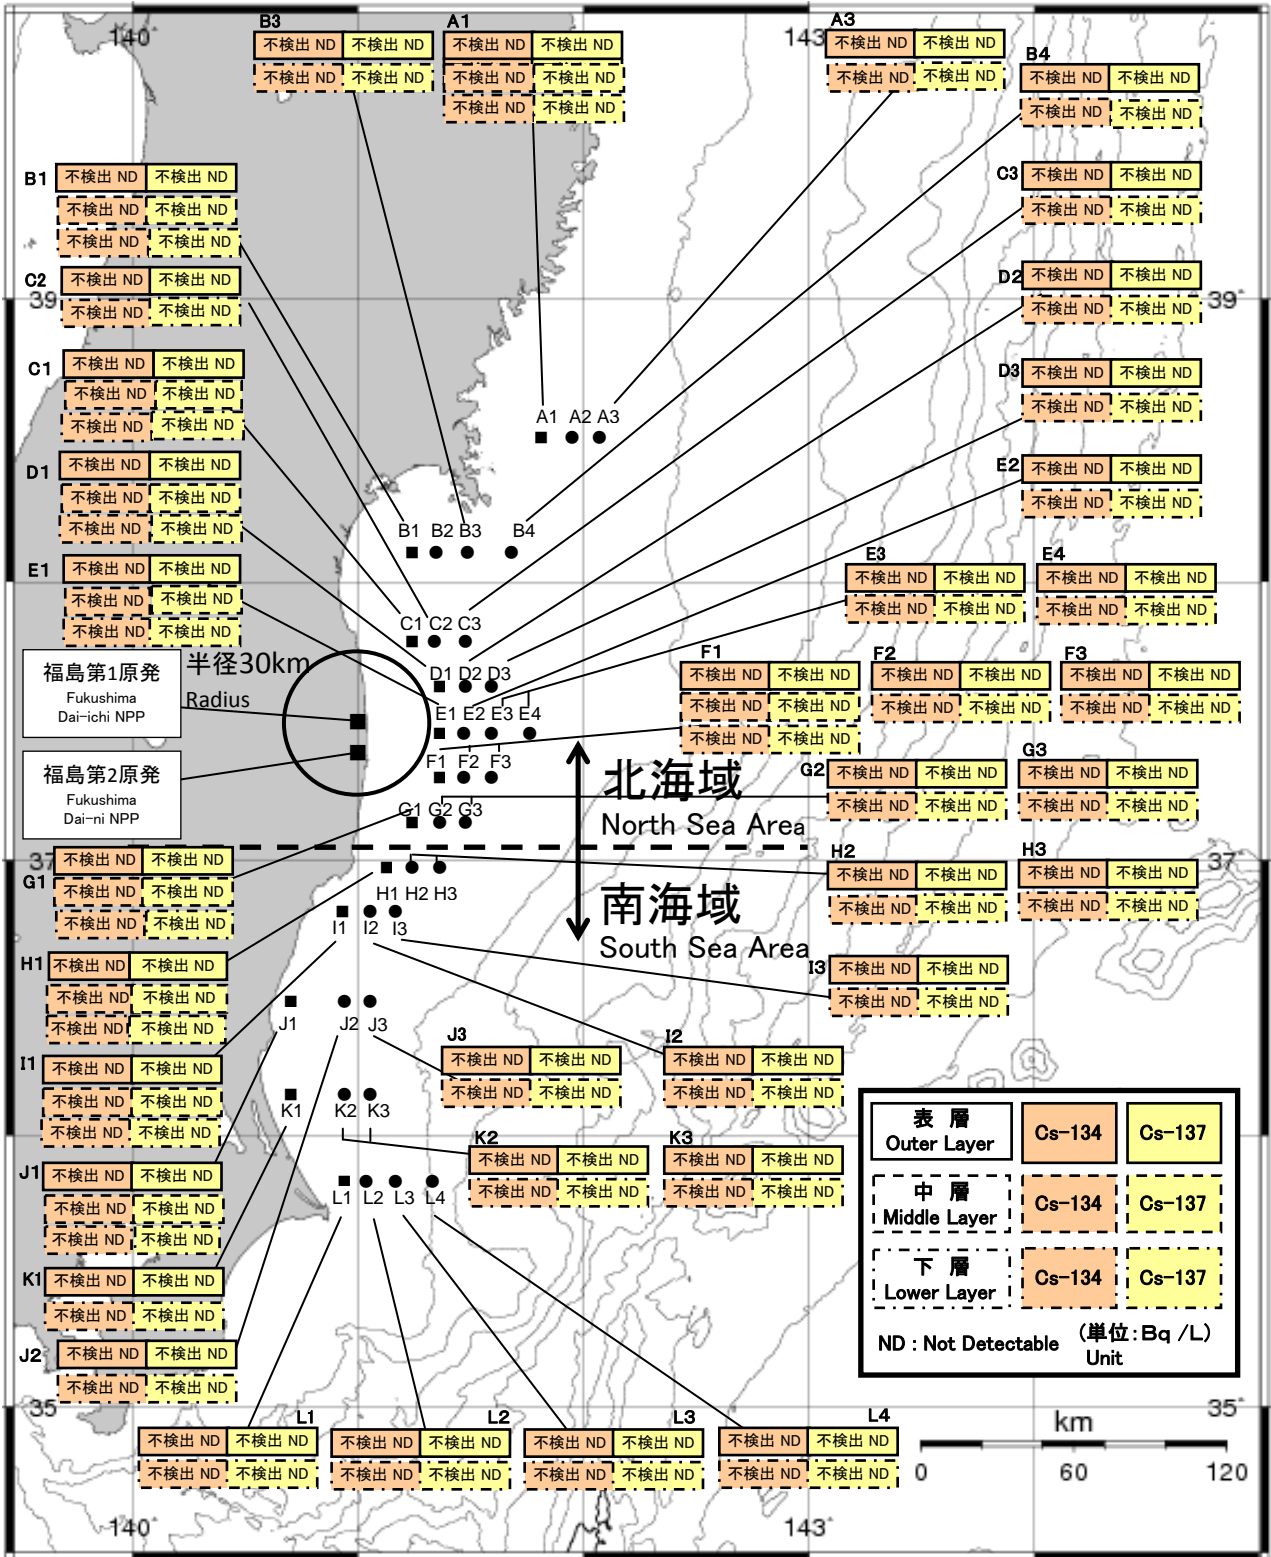 140°
143°
B3
不検出 ND 不検出 ND
不検出 ND 不検出 ND
A1
不検出 ND 不検出 ND
不検出 ND 不検出 ND
不検出 ND 不検出 ND
A3
不検出 ND 不検出 ND
不検出 ND 不検出 ND
B4
不検出 ND 不検出 ND
不検出 ND 不検出 ND
B1
不検出 ND 不検出 ND
不検出 ND 不検出 ND
不検出 ND 不検出 ND
C3
不検出 ND 不検出 ND
不検出 ND 不検出 ND
C2
不検出 ND 不検出 ND
不検出 ND 不検出 ND
39
D2
不検出 ND 不検出 ND
不検出 ND 不検出 ND
39°
C1
不検出 ND 不検出 ND
不検出 ND 不検出 ND
不検出 ND 不検出 ND
D3
不検出 ND 不検出 ND
不検出 ND 不検出 ND
A1 A2 A3
D1
不検出 ND 不検出 ND
不検出 ND 不検出 ND
不検出 ND 不検出 ND
E2
不検出 ND 不検出 ND
不検出 ND 不検出 ND
B1 B2 B3 B4
E1
不検出 ND 不検出 ND
不検出 ND 不検出 ND
不検出 ND 不検出 ND
E3
不検出 ND 不検出 ND
不検出 ND 不検出 ND
E4
不検出 ND 不検出 ND
不検出 ND 不検出 ND
C1 C2 C3
福島第1原発
Fukushima
Dai-ichi NPP
半径30km
Radius
D1 D2 D3
E1 E2 E3 E4
F1
不検出 ND 不検出 ND
不検出 ND 不検出 ND
不検出 ND 不検出 ND
F2
不検出 ND 不検出 ND
不検出 ND 不検出 ND
F3
不検出 ND 不検出 ND
不検出 ND 不検出 ND
福島第2原発
Fukushima
Dai-ni NPP
F1 F2 F3
北海域
North Sea Area
G2
不検出 ND 不検出 ND
不検出 ND 不検出 ND
G3
不検出 ND 不検出 ND
不検出 ND 不検出 ND
G1 G2 G3
37
37°
G1
不検出 ND 不検出 ND
不検出 ND 不検出 ND
不検出 ND 不検出 ND
H1 H2 H3
南海域
South Sea Area
H2
不検出 ND 不検出 ND
不検出 ND 不検出 ND
H3
不検出 ND 不検出 ND
不検出 ND 不検出 ND
I1 I2 I3
H1
不検出 ND 不検出 ND
不検出 ND 不検出 ND
不検出 ND 不検出 ND
I3
不検出 ND 不検出 ND
不検出 ND 不検出 ND
J1 J2 J3
I1
不検出 ND 不検出 ND
不検出 ND 不検出 ND
不検出 ND 不検出 ND
J3
不検出 ND 不検出 ND
不検出 ND 不検出 ND
I2
不検出 ND 不検出 ND
不検出 ND 不検出 ND
K1 K2 K3
J1
不検出 ND 不検出 ND
不検出 ND 不検出 ND
不検出 ND 不検出 ND
K2
不検出 ND 不検出 ND
不検出 ND 不検出 ND
K3
不検出 ND 不検出 ND
不検出 ND 不検出 ND
L1 L2 L3 L4
K1
不検出 ND 不検出 ND
不検出 ND 不検出 ND
J2
不検出 ND 不検出 ND
不検出 ND 不検出 ND
表 層
Outer Layer
Cs-134 Cs-137
中 層
Middle Layer
Cs-134 Cs-137
下 層
Lower Layer
Cs-134 Cs-137
ND : Not Detectable (単位:Bq /L)
Unit
35
35°
L1
不検出 ND 不検出 ND
不検出 ND 不検出 ND
L2
不検出 ND 不検出 ND
不検出 ND 不検出 ND
L3
不検出 ND 不検出 ND
不検出 ND 不検出 ND
L4
不検出 ND 不検出 ND
不検出 ND 不検出 ND
km
0 60 120
140°
143°